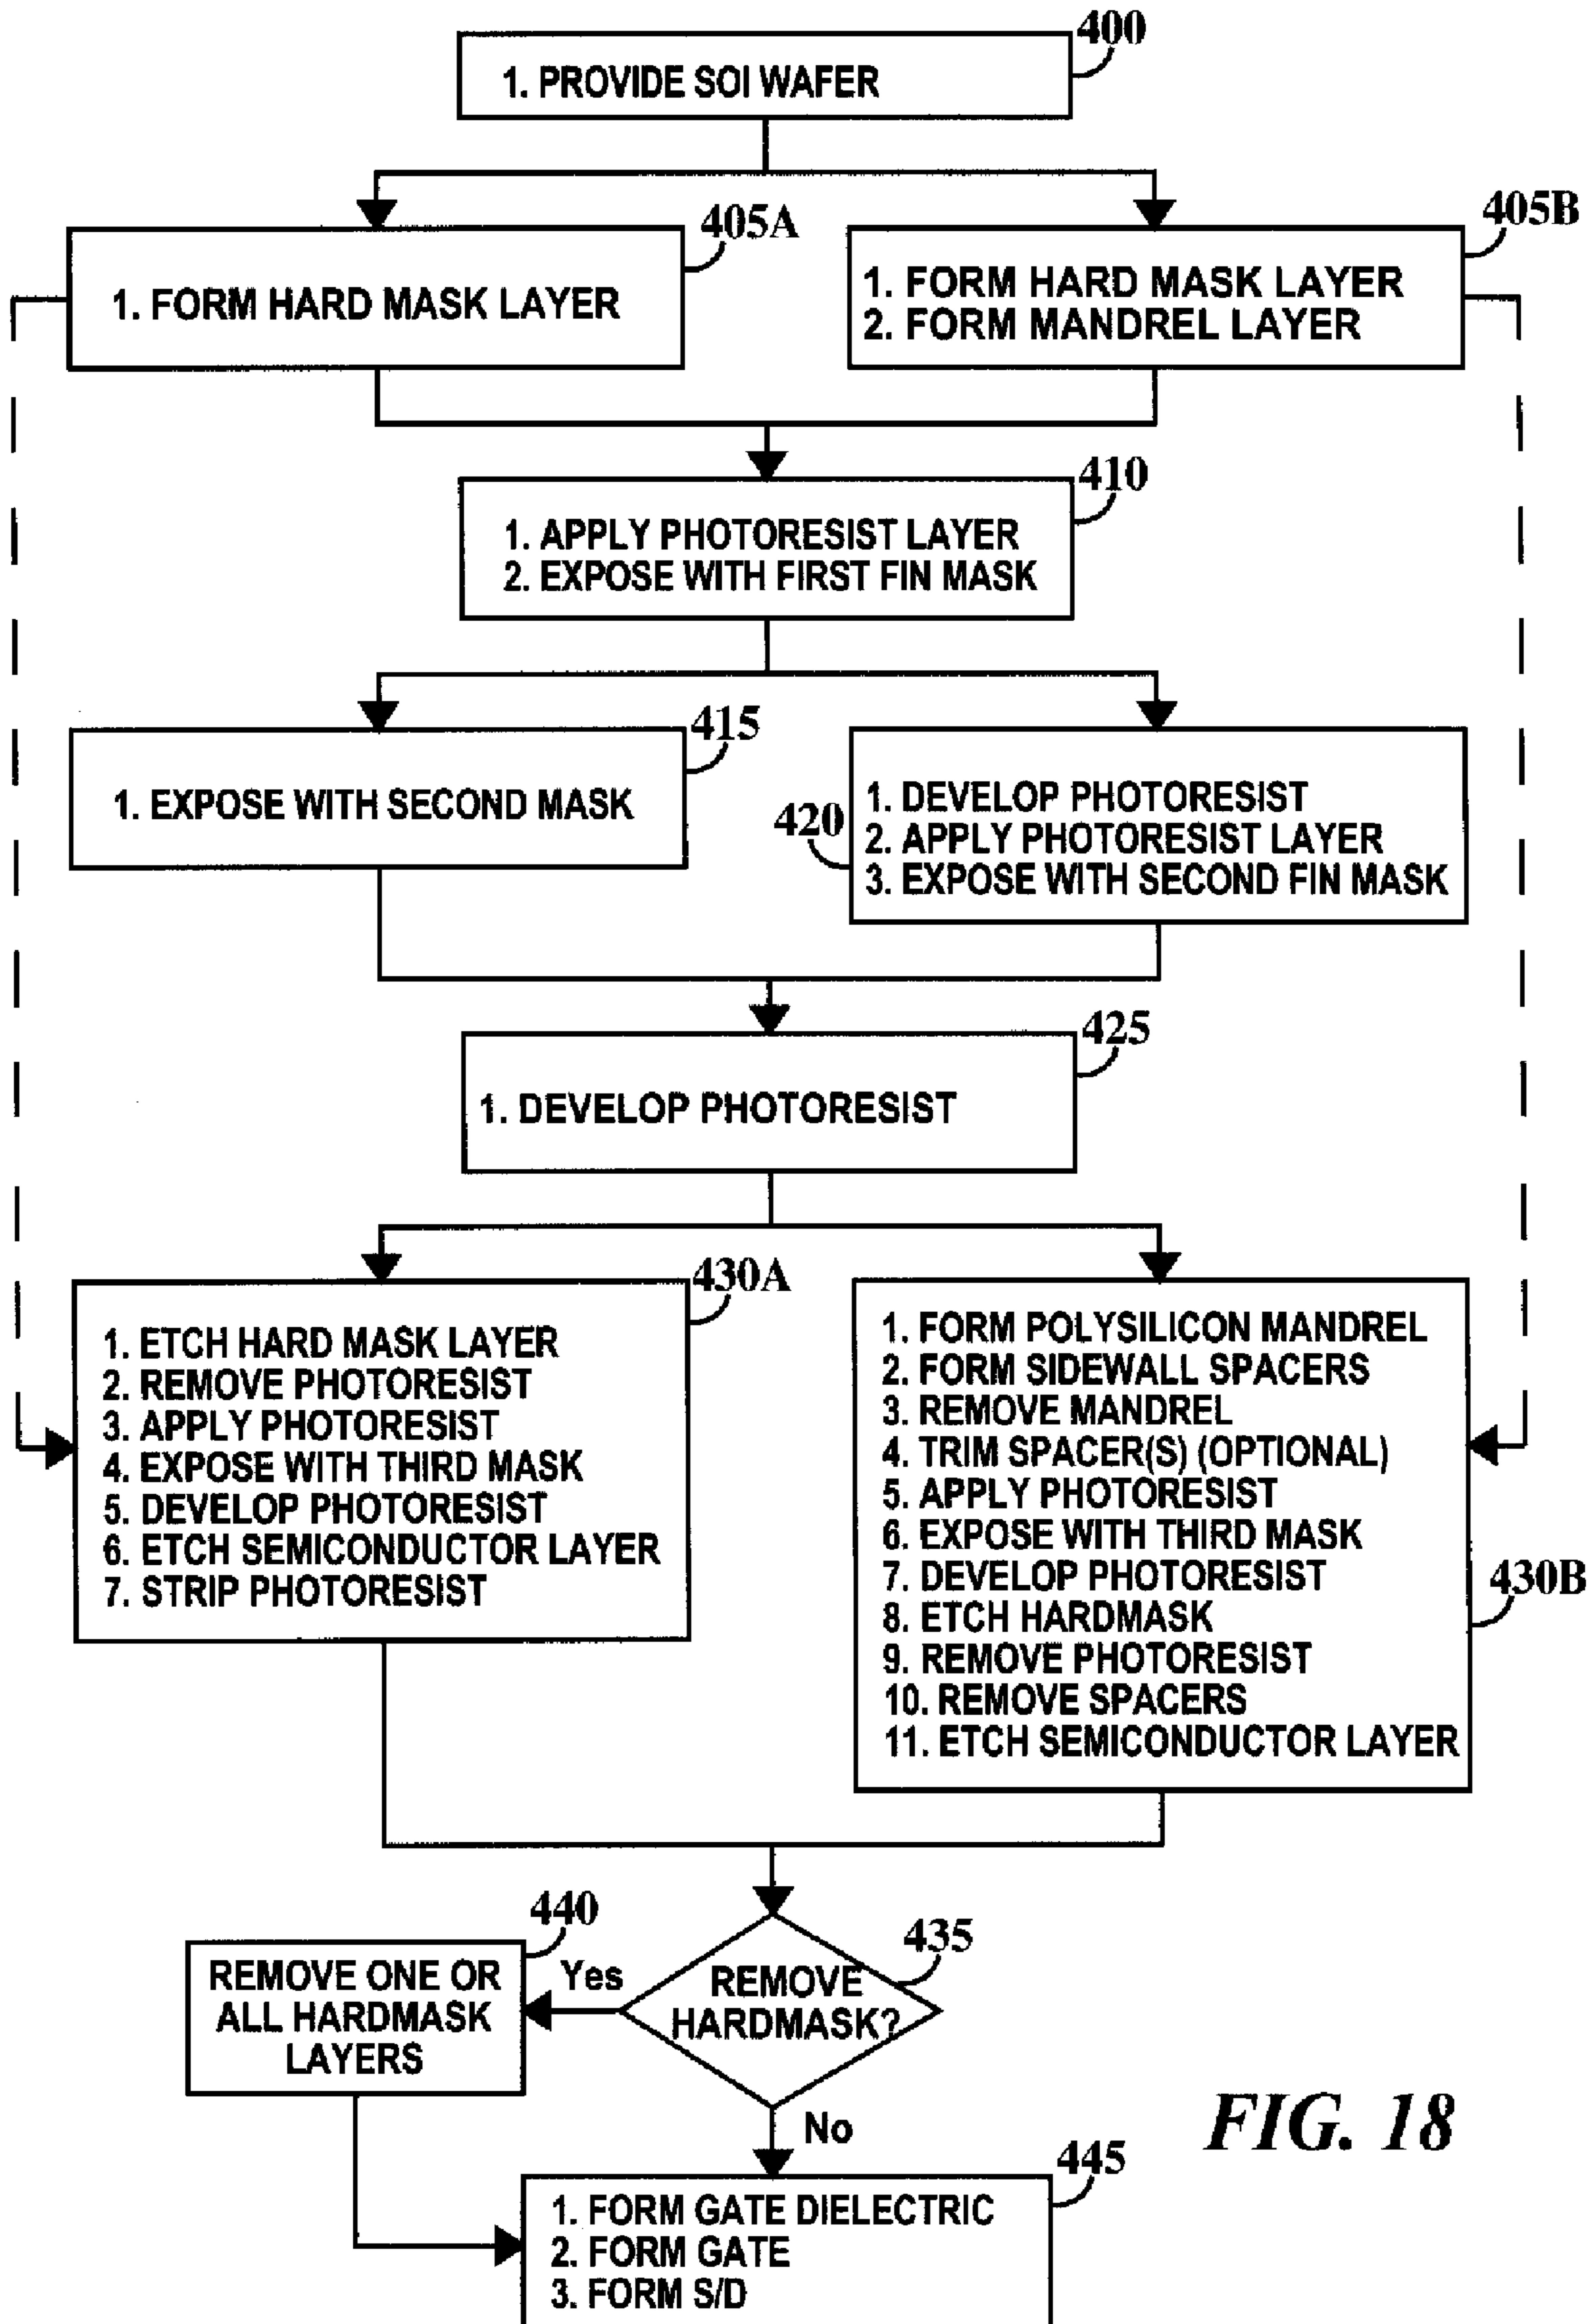 400
1. PROVIDE SOI WAFER
405A
1. FORM HARD MASK LAYER
405B
1. FORM HARD MASK LAYER
2. FORM MANDREL LAYER
410
1. APPLY PHOTORESIST LAYER
2. EXPOSE WITH FIRST FIN MASK
415
1. EXPOSE WITH SECOND MASK
420
1. DEVELOP PHOTORESIST
2. APPLY PHOTORESIST LAYER
3. EXPOSE WITH SECOND FIN MASK
425
1. DEVELOP PHOTORESIST
430A
1. ETCH HARD MASK LAYER
2. REMOVE PHOTORESIST
3. APPLY PHOTORESIST
4. EXPOSE WITH THIRD MASK
5. DEVELOP PHOTORESIST
6. ETCH SEMICONDUCTOR LAYER
7. STRIP PHOTORESIST
1. FORM POLYSILICON MANDREL
2. FORM SIDEWALL SPACERS
3. REMOVE MANDREL
4. TRIM SPACER(S) (OPTIONAL)
5. APPLY PHOTORESIST
6. EXPOSE WITH THIRD MASK
7. DEVELOP PHOTORESIST
8. ETCH HARDMASK
9. REMOVE PHOTORESIST
10. REMOVE SPACERS
11. ETCH SEMICONDUCTOR LAYER
430B
440
REMOVE ONE OR
ALL HARDMASK
LAYERS
Yes
435
REMOVE
HARDMASK?
No
445
1. FORM GATE DIELECTRIC
2. FORM GATE
3. FORM S/D
FIG. 18